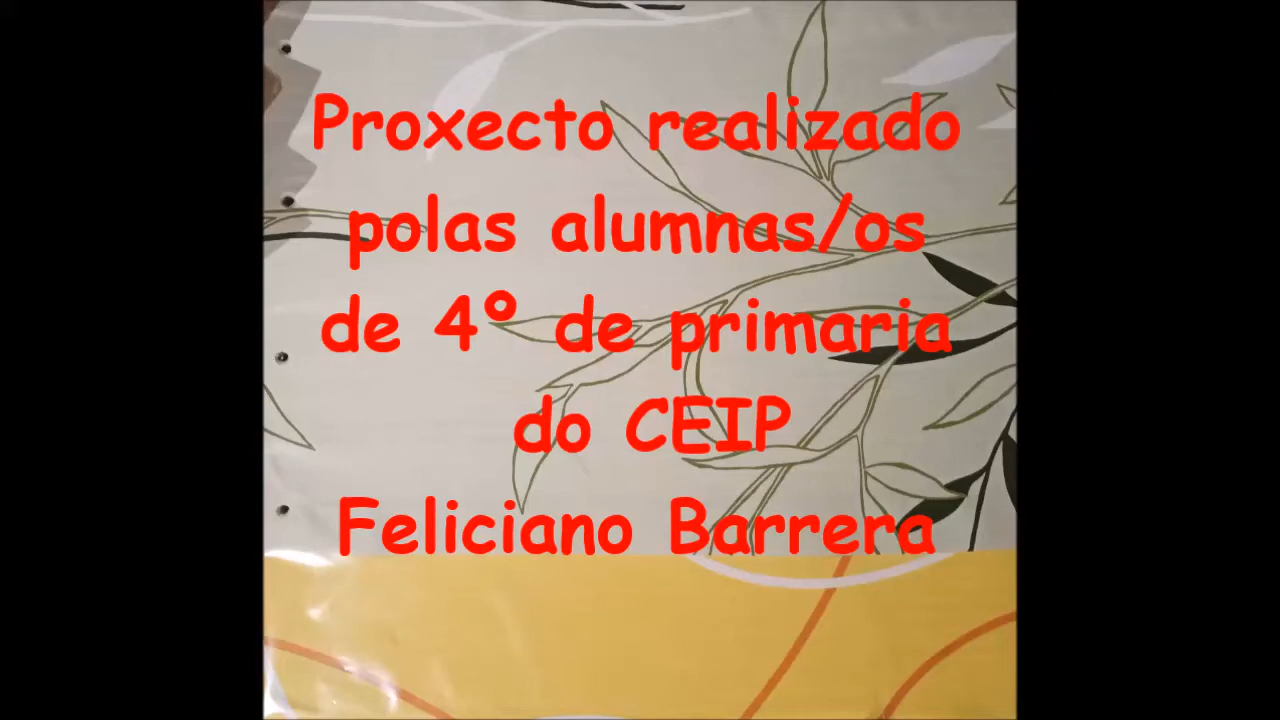 Proxecto realizado
polas alumnas/os
de 4º de primaria
do CEIP
Feliciano Barrera